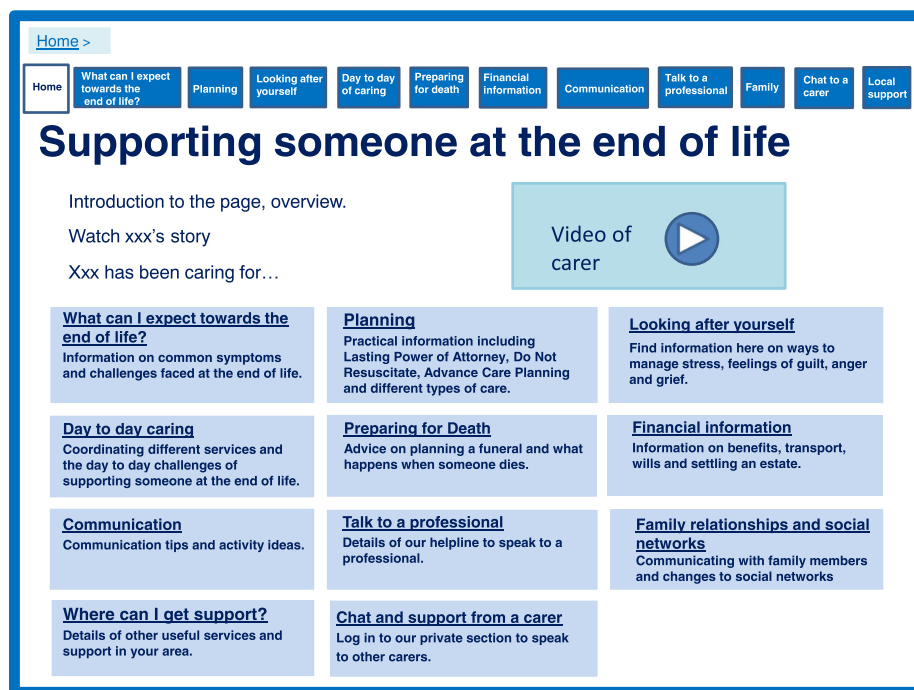 Home >
Home
What can I expect
towards the
end of life?
Planning
Looking after
yourself
Day to day
of caring
Preparing
for death
Financial
information
Communication
Talk to a
professional
Family
Chat to a
carer
Local
support
Supporting someone at the end of life
Introduction to the page, overview.
Watch xxx's story
Xxx has been caring for…
Video of
carer
What can I expect towards the
end of life?
Information on common symptoms
and challenges faced at the end of life.
Planning
Practical information including
Lasting Power of Attorney, Do Not
Resuscitate, Advance Care Planning
and different types of care.
Looking after yourself
Find information here on ways to
manage stress, feelings of guilt, anger
and grief.
Day to day caring
Coordinating different services and
the day to day challenges of
supporting someone at the end of life.
Preparing for Death
Advice on planning a funeral and what
happens when someone dies.
Financial information
Information on benefits, transport,
wills and settling an estate.
Communication
Communication tips and activity ideas.
Talk to a professional
Details of our helpline to speak to a
professional.
Family relationships and social
networks
Communicating with family members
and changes to social networks
Where can I get support?
Details of other useful services and
support in your area.
Chat and support from a carer
Log in to our private section to speak
to other carers.